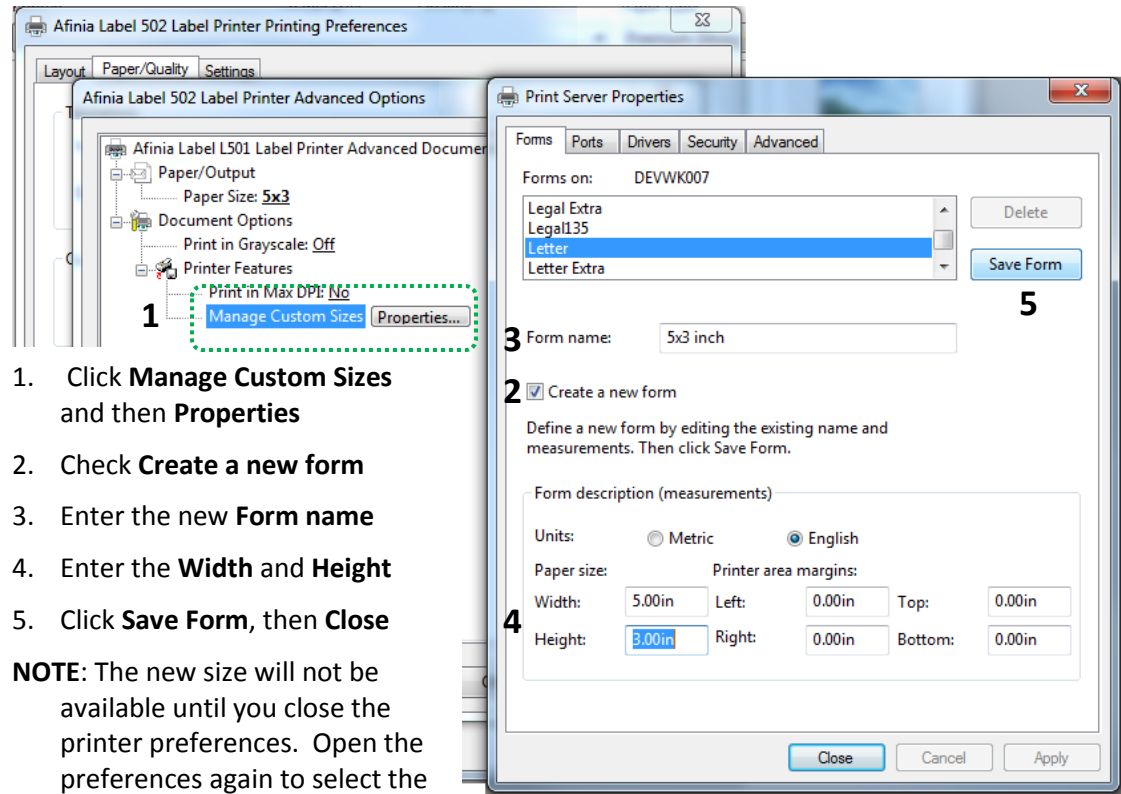 Afinia Label 502 Label Printer Printing Preferences
Layout Paper/Quality Settings
Afinia Label 502 Label Printer Advanced Options
Afinia Label L501 Label Printer Advanced Documen
Paper/Output
Paper Size: 5x3
Document Options
Print in Grayscale: Off
Printer Features
Print in Max DPI: No
1 Manage Custom Sizes Properties...
1. Click Manage Custom Sizes
and then Properties
2. Check Create a new form
3. Enter the new Form name
4. Enter the Width and Height
5. Click Save Form, then Close
NOTE: The new size will not be
available until you close the
printer preferences. Open the
preferences again to select the
Print Server Properties
Forms Ports Drivers Security Advanced
Forms on: DEVWK007
Legal Extra
Legal135
Letter
Letter Extra
Delete
Save Form
5
3 Form name: 5x3 inch
2 Create a new form
Define a new form by editing the existing name and
measurements. Then click Save Form.
Form description (measurements)
Units: Metric English
Paper size: Printer area margins:
Width: 5.00in Left: 0.00in Top: 0.00in
4
Height: 3.00in Right: 0.00in Bottom: 0.00in
Close Cancel Apply